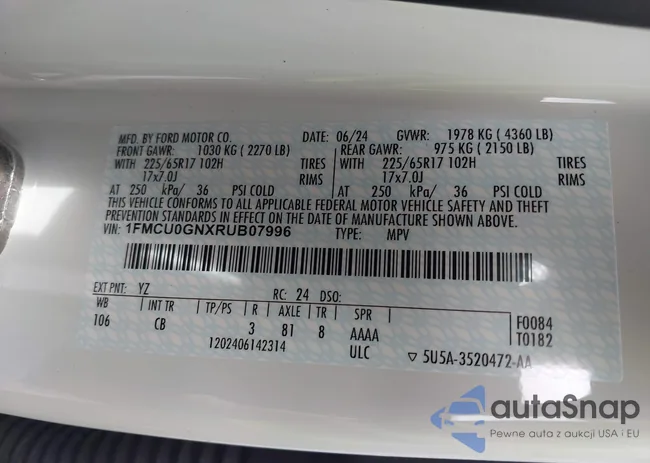 MFD. BY FORD MOTOR CO. DATE: 06/24 GVWR: 1978 KG ( 4360 LB)
FRONT GAWR: 1030 KG ( 2270 LB) REAR GAWR: 975 KG ( 2150 LB)
WITH 225/65R17 102H TIRES WITH 225/65R17 102H TIRES
17x7.0J RIMS 17x7.0J RIMS
AT 250 kPa/ 36 PSI COLD AT 250 kPa/ 36 PSI COLD
THIS VEHICLE CONFORMS TO ALL APPLICABLE FEDERAL MOTOR VEHICLE SAFETY AND THEFT
PREVENTION STANDARDS IN EFFECT ON THE DATE OF MANUFACTURE SHOWN ABOVE.
VIN: 1FMCU0GNXRUB07996 TYPE: MPV
EXT PNT: YZ RC: 24 DSO:
WB INT TR TP/PS R AXLE TR SPR
106 CB 3 81 8 AAAA
F0084
T0182
1202406142314 ULC ▽ 5U5A-3520472-AA
autaSnap
Pewne auta z aukcji USA i EU